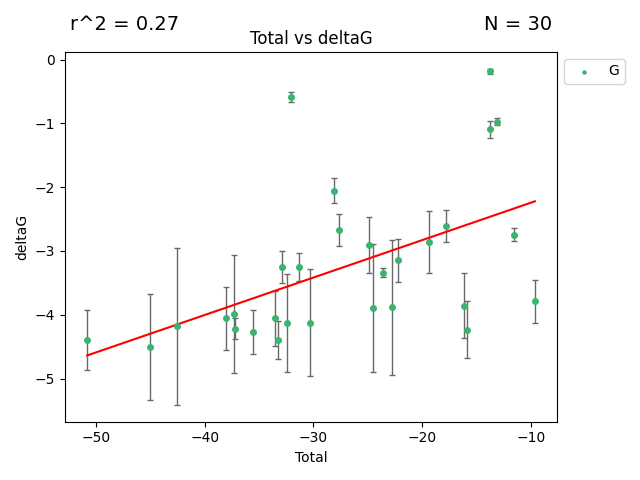 r^2 = 0.27
N = 30
Total vs deltaG
G
0
−1
−2
−3
−4
−5
deltaG
−50
−40
−30
−20
−10
Total